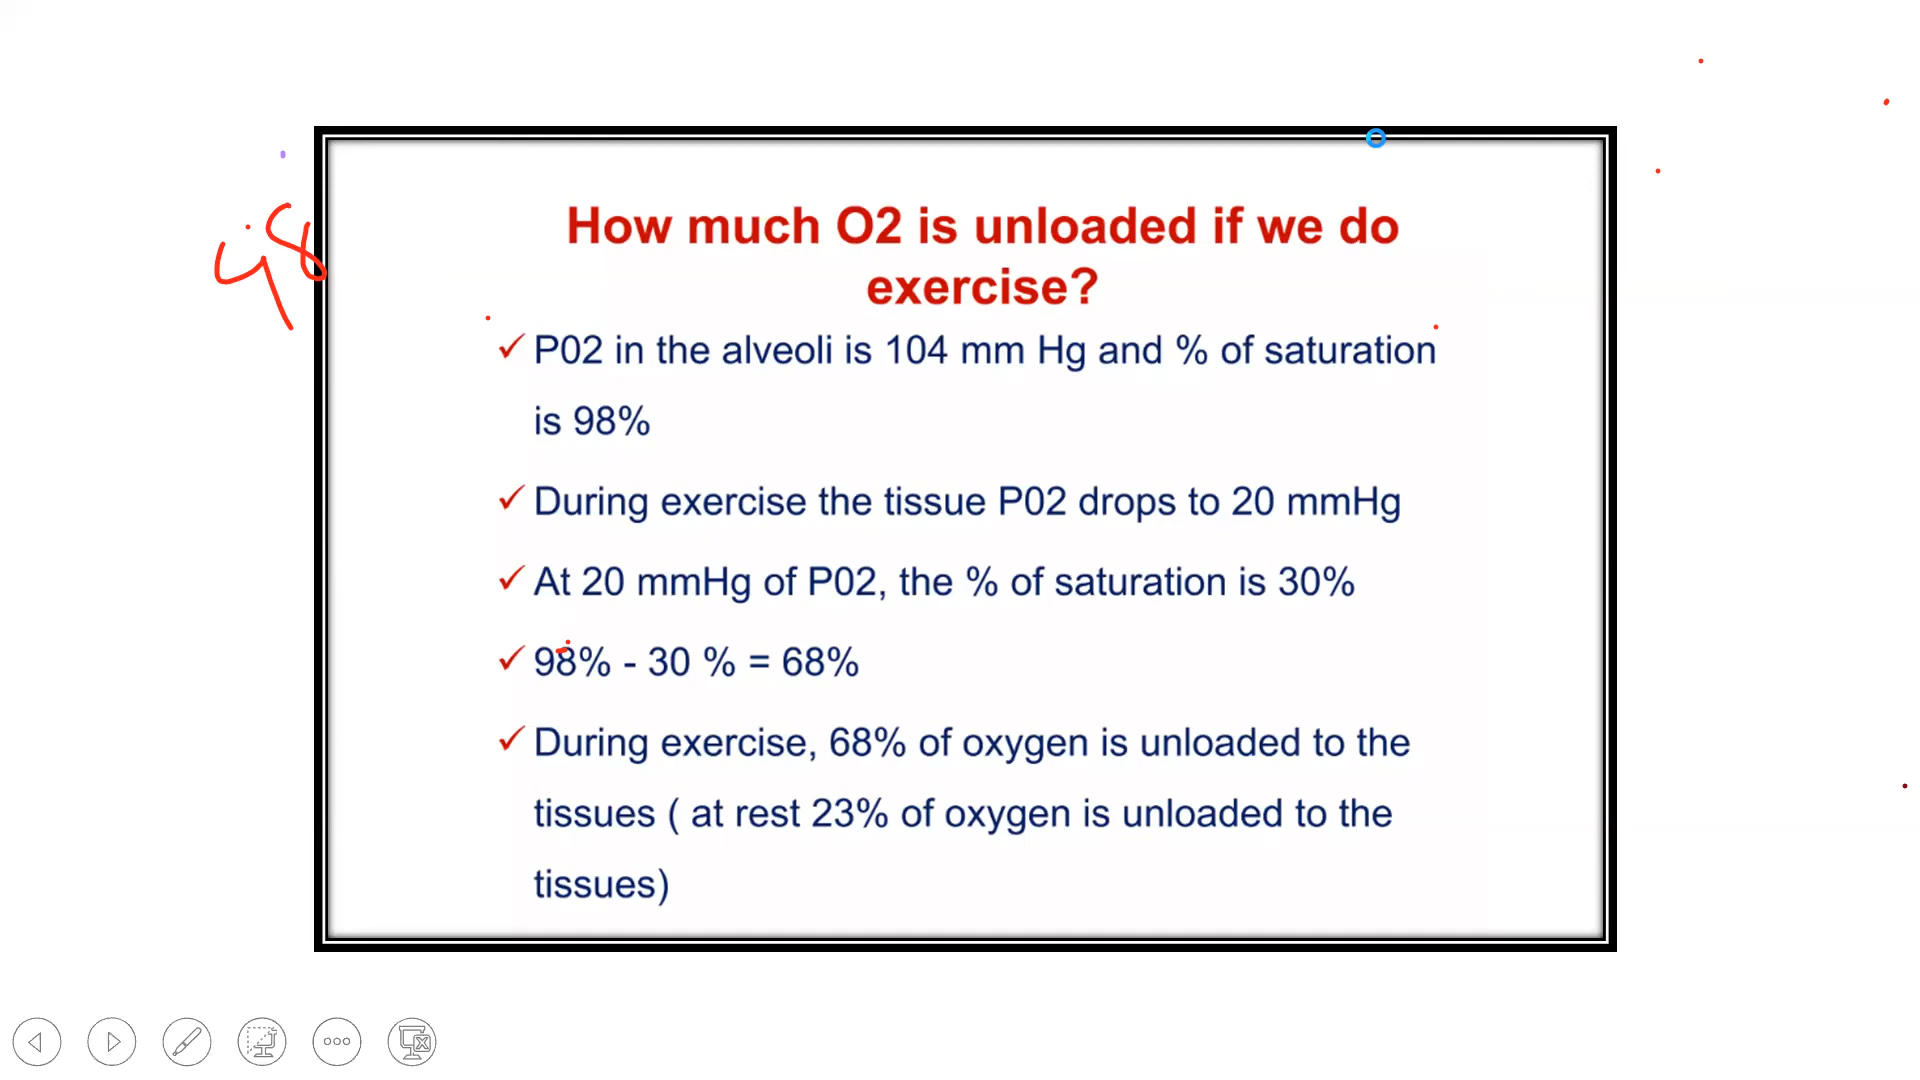 98
How much O2 is unloaded if we do
exercise?
P02 in the alveoli is 104 mm Hg and % of saturation
is 98%
During exercise the tissue P02 drops to 20 mmHg
At 20 mmHg of P02, the % of saturation is 30%
98% - 30 % = 68%
During exercise, 68% of oxygen is unloaded to the
tissues ( at rest 23% of oxygen is unloaded to the
tissues)